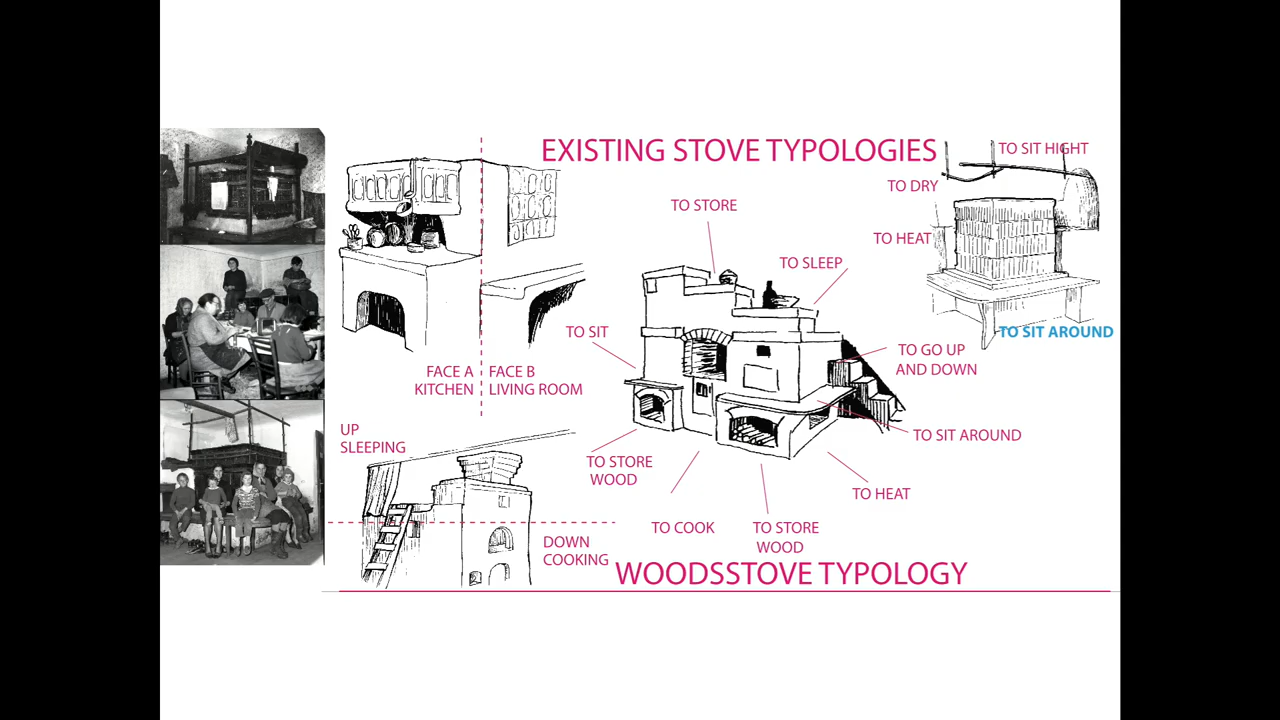 EXISTING STOVE TYPOLOGIES
TO SIT HIGHT
TO DRY
TO STORE
TO HEAT
TO SLEEP
TO SIT
TO SIT AROUND
TO GO UP
AND DOWN
FACE A
KITCHEN
FACE B
LIVING ROOM
UP
SLEEPING
TO SIT AROUND
TO STORE
WOOD
TO HEAT
TO COOK
TO STORE
WOOD
DOWN
COOKING
WOODSSTOVE TYPOLOGY